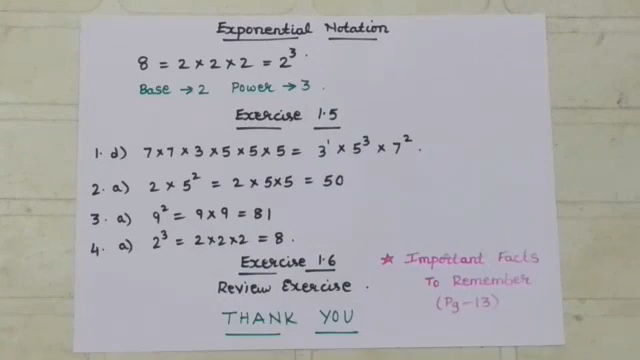 Exponential Notation
8 = 2 × 2 × 2 = 2³.
Base → 2 Power → 3.
Exercise 1.5
1. d) 7 × 7 × 3 × 5 × 5 × 5 = 3¹ × 5³ × 7².
2. a) 2 × 5² = 2 × 5 × 5 = 50
3. a) 9² = 9 × 9 = 81
4. a) 2³ = 2 × 2 × 2 = 8.
Exercise 1.6
Review Exercise.
★ Important Facts
To Remember
(Pg - 13)
THANK YOU